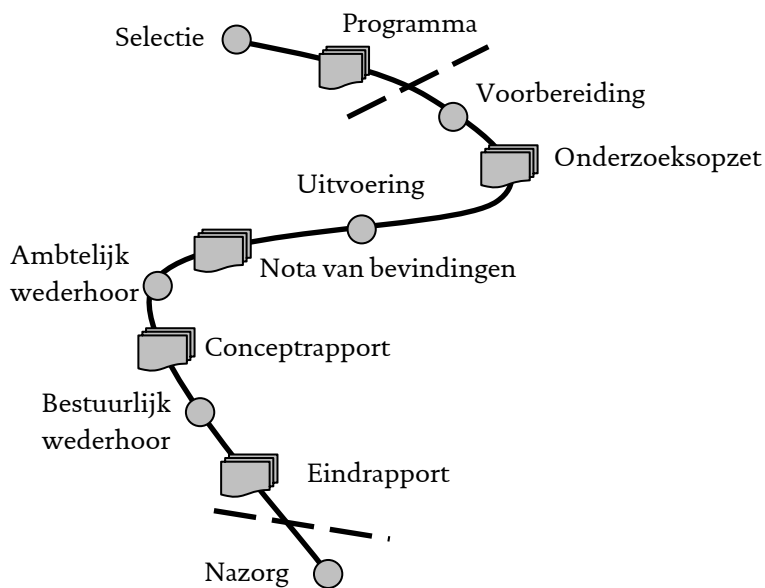 Selectie
Programma
Voorbereiding
Onderzoeksopzet
Uitvoering
Nota van bevindingen
Ambtelijk
wederhoor
Conceptrapport
Bestuurlijk
wederhoor
Eindrapport
Nazorg